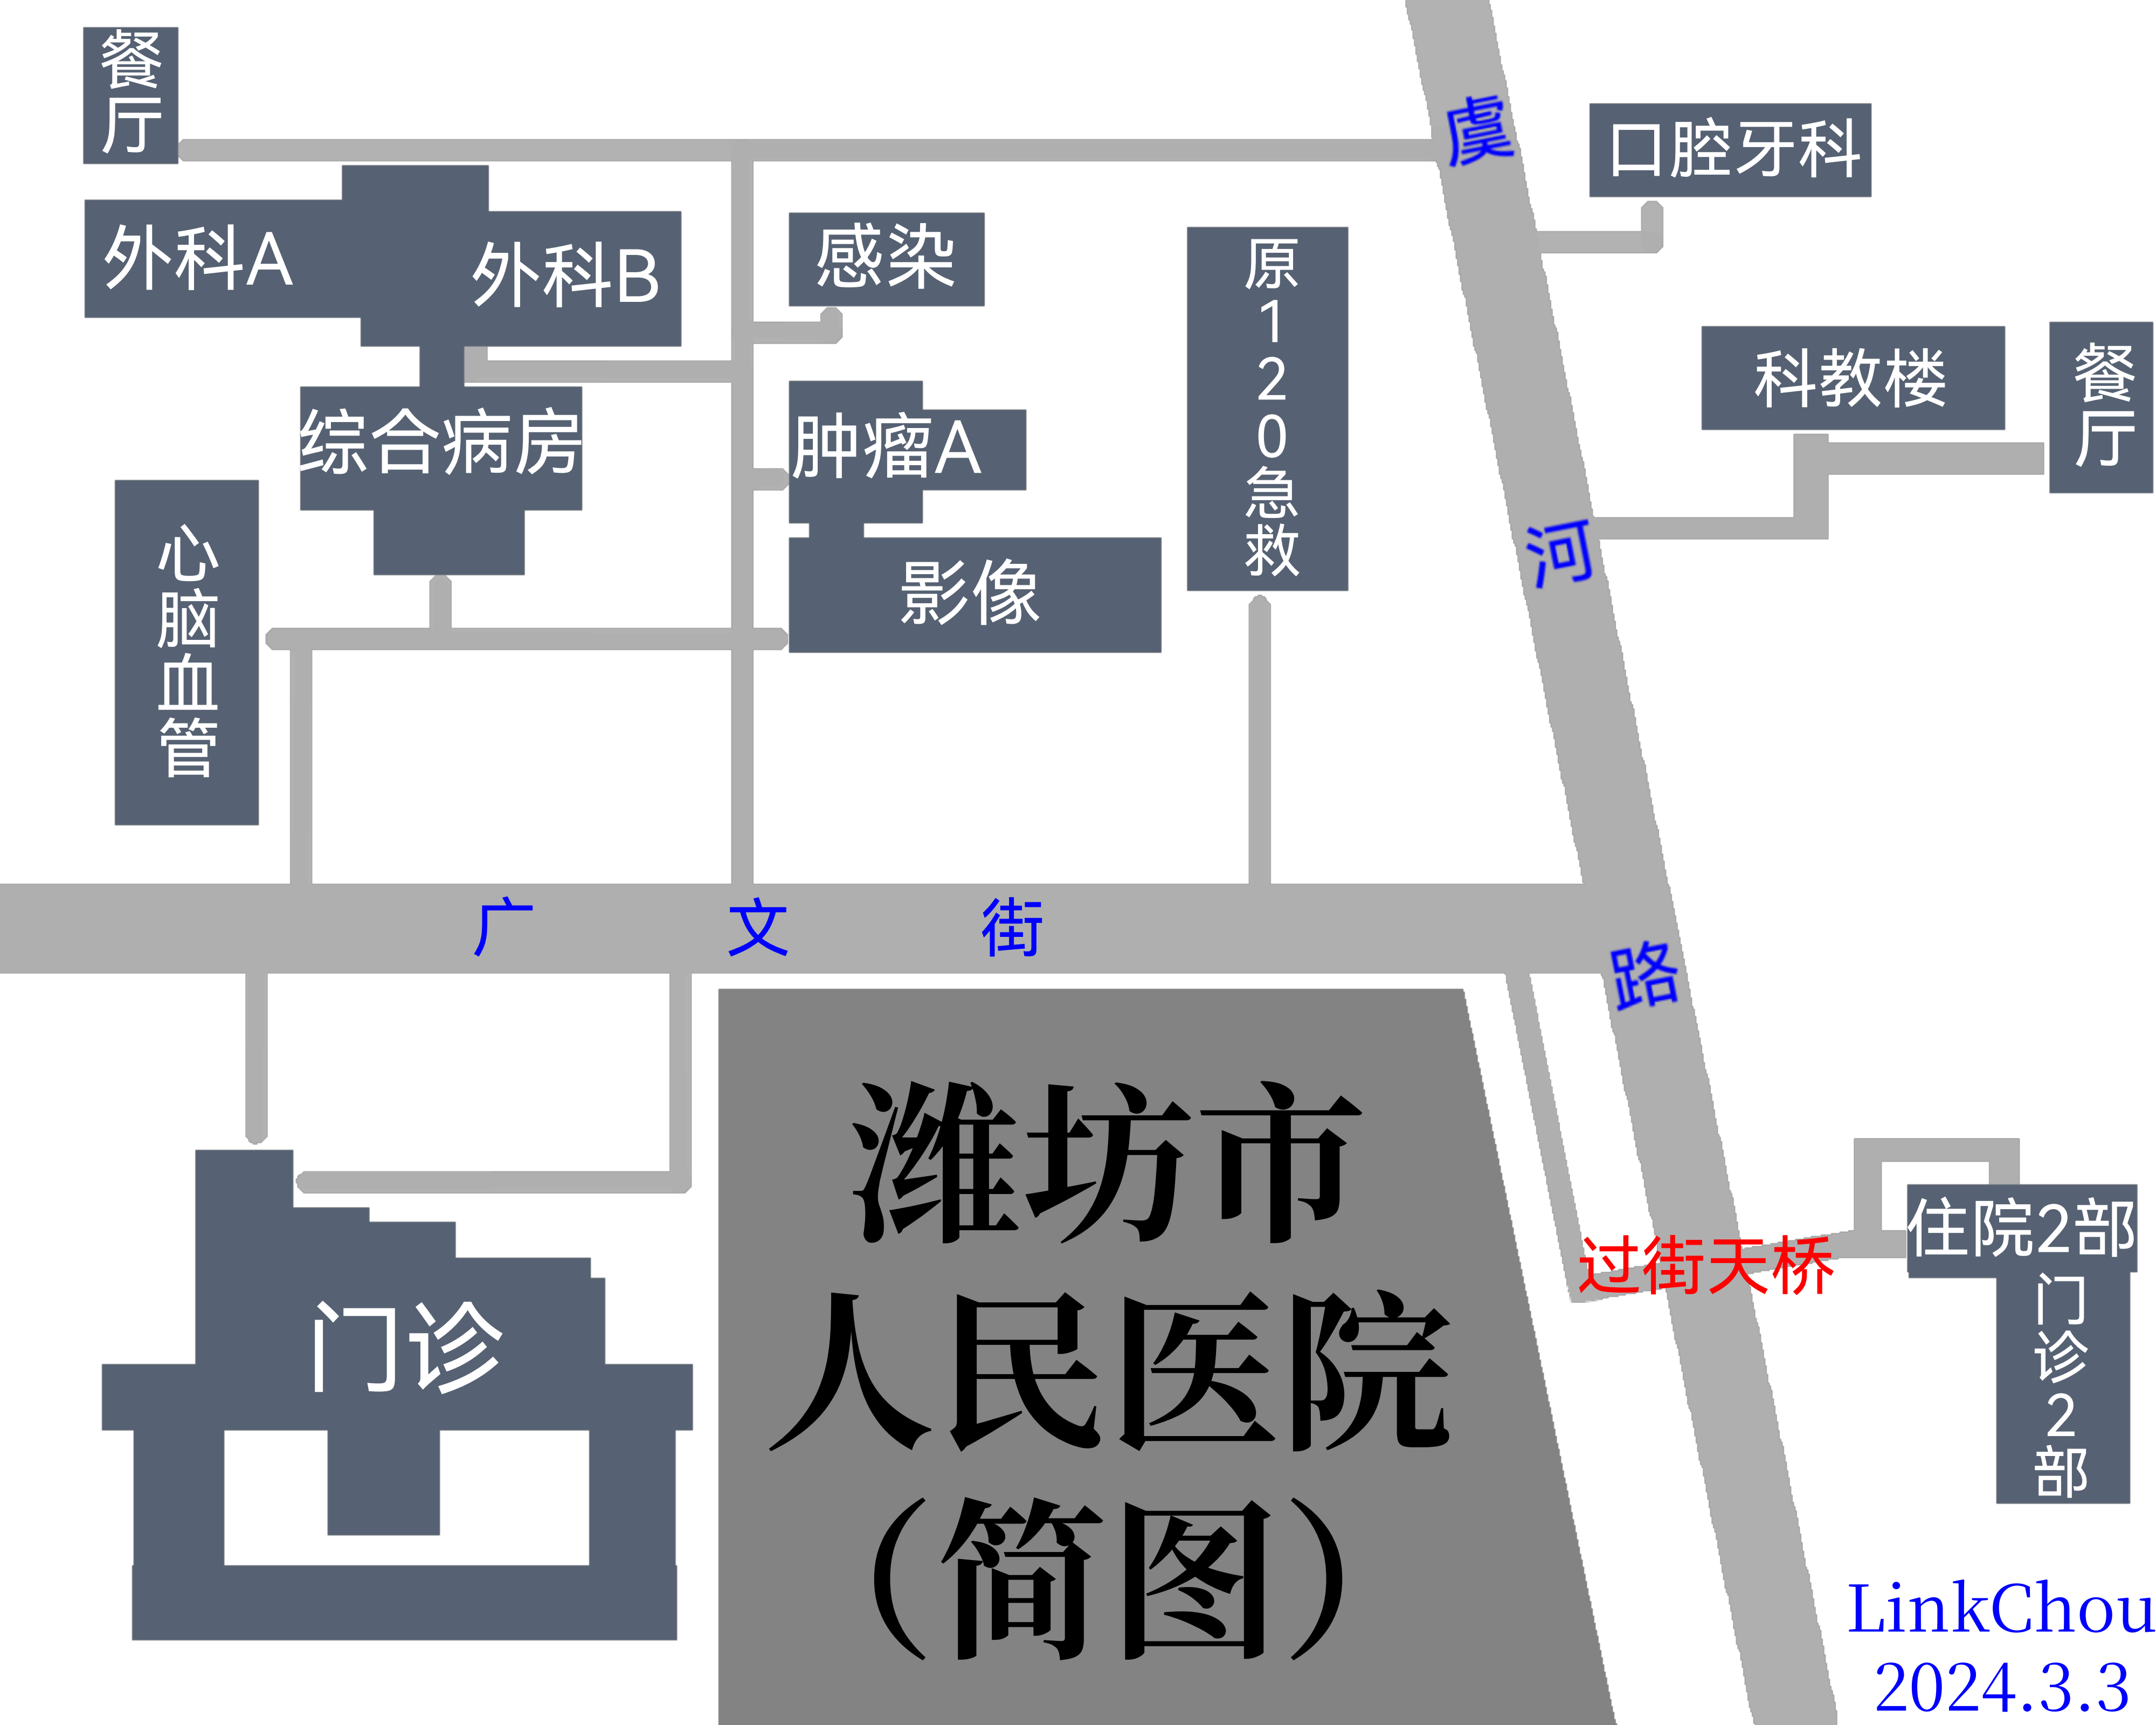 餐厅
口腔牙科
外科A
外科B
感染
原120急救
科教楼
餐厅
综合病房
肿瘤A
心脑血管
影像
虞河路
广文街
潍坊市
人民医院
（简图）
过街天桥
住院2部
门诊2部
门诊
LinkChou
2024.3.3